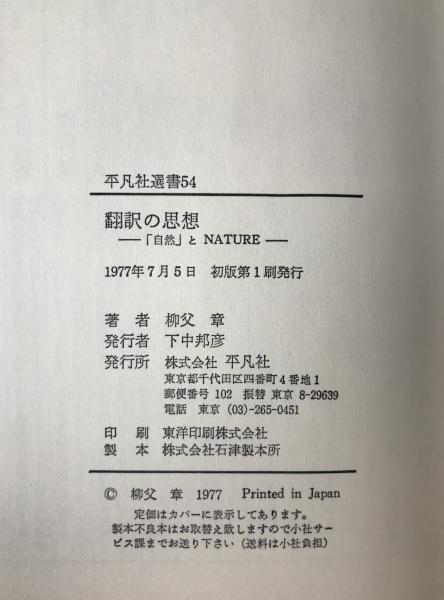 平凡社選書54
翻訳の思想
──「自然」と NATURE ──
1977年7月5日 初版第1刷発行
著者 柳父 章
発行者 下中邦彦
発行所 株式会社 平凡社
東京都千代田区四番町4番地1
郵便番号 102 振替 東京 8-29639
電話 東京 (03)-265-0451
印刷 東洋印刷株式会社
製本 株式会社石津製本所
© 柳父 章 1977 Printed in Japan
定価はカバーに表示してあります。
製本不良本はお取替え致しますので小社サー
ビス課までお送り下さい(送料は小社負担)